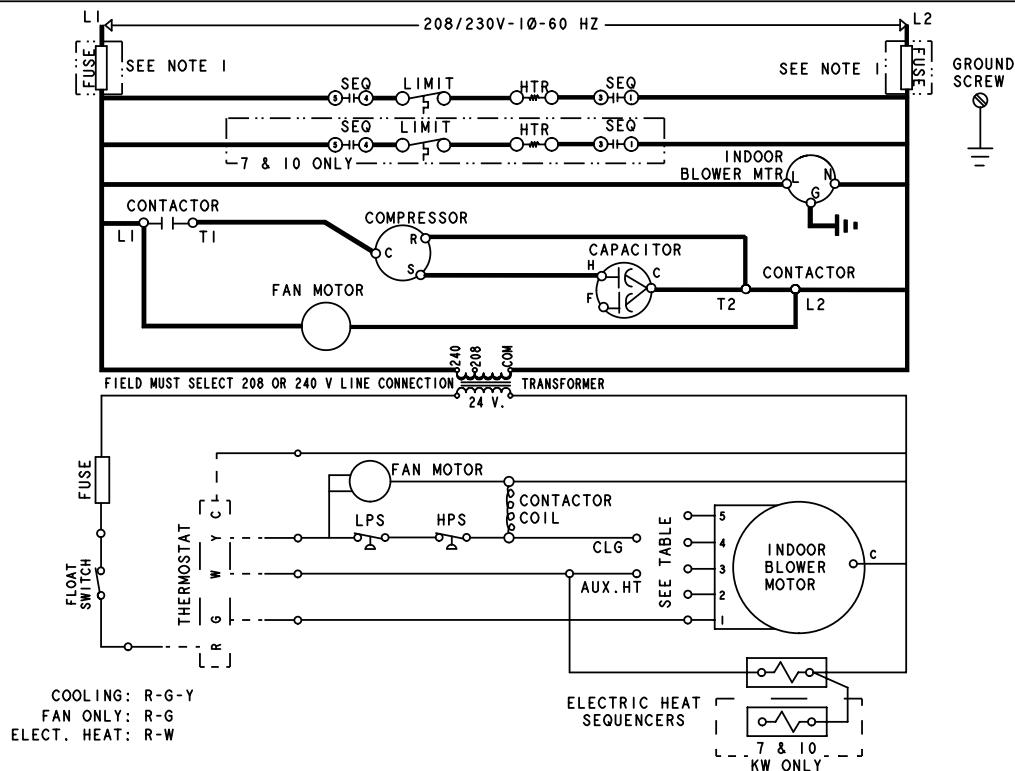 L1
208/230V-1Ø-60 HZ
L2
FUSE
SEE NOTE 1
SEE NOTE 1
FUSE
GROUND
SCREW
SEQ
LIMIT
HTR
5
4
3
1
SEQ
LIMIT
HTR
SEQ
5
4
3
1
7 & 10 ONLY
INDOOR
BLOWER MTR
L
N
G
CONTACTOR
L1
T1
COMPRESSOR
R
C
S
CAPACITOR
H
C
F
CONTACTOR
T2
L2
FAN MOTOR
240
208
COM
FIELD MUST SELECT 208 OR 240 V LINE CONNECTION
TRANSFORMER
24 V.
FUSE
FLOAT
SWITCH
THERMOSTAT
C
Y
W
G
R
FAN MOTOR
CONTACTOR
COIL
LPS
HPS
CLG
AUX.HT
SEE TABLE
5
4
3
2
1
INDOOR
BLOWER
MOTOR
C
COOLING: R-G-Y
FAN ONLY: R-G
ELECT. HEAT: R-W
ELECTRIC HEAT
SEQUENCERS
7 & 10
KW ONLY